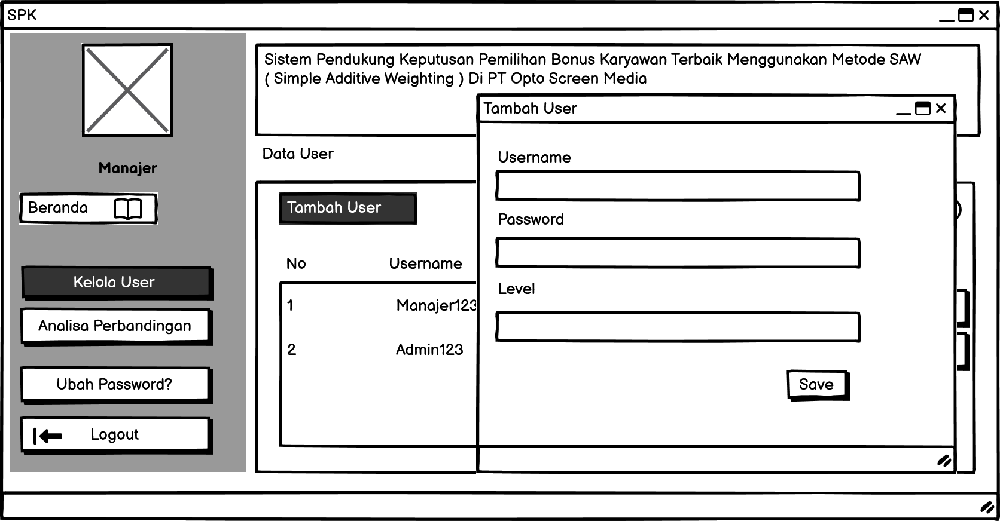 SPK
Manajer
Beranda
Kelola User
Analisa Perbandingan
Ubah Password?
Logout
Sistem Pendukung Keputusan Pemilihan Bonus Karyawan Terbaik Menggunakan Metode SAW
( Simple Additive Weighting ) Di PT Opto Screen Media
Data User
Tambah User
No Username
1 Manajer123
2 Admin123
Tambah User
Username
Password
Level
Save